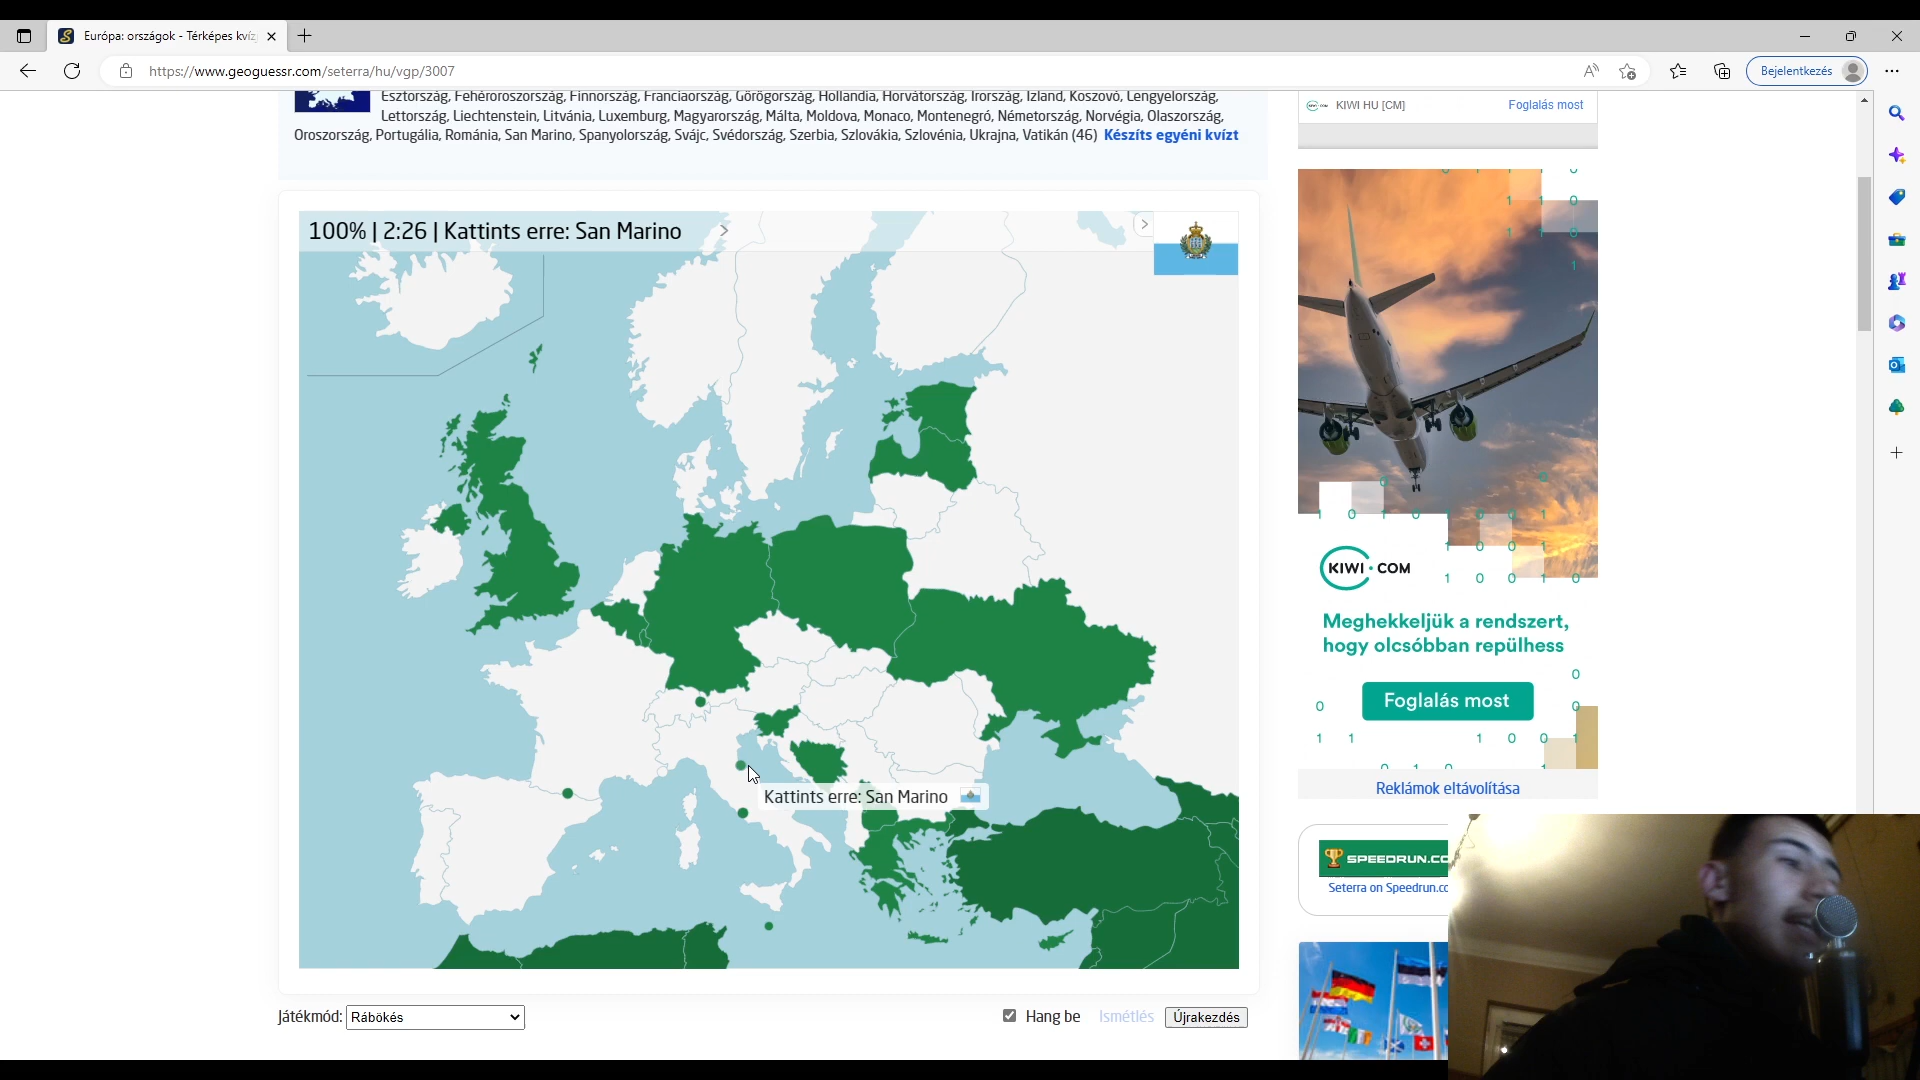 Európa: országok - Térképes kvíz
https://www.geoguessr.com/seterra/hu/vgp/3007
Bejelentkezés
Esztország, Fehéroroszország, Finnország, Franciaország, Görögország, Hollandia, Horvátország, Írország, Izland, Koszovó, Lengyelország,
Lettország, Liechtenstein, Litvánia, Luxemburg, Magyarország, Málta, Moldova, Monaco, Montenegró, Németország, Norvégia, Olaszország,
Oroszország, Portugália, Románia, San Marino, Spanyolország, Svájc, Svédország, Szerbia, Szlovákia, Szlovénia, Ukrajna, Vatikán (46) Készíts egyéni kvízt
KIWI HU [CM]
Foglalás most
100% | 2:26 | Kattints erre: San Marino
Kattints erre: San Marino
KIWI.COM
Meghekkeljük a rendszert,
hogy olcsóbban repülhess
Foglalás most
Reklámok eltávolítása
SPEEDRUN.CO
Seterra on Speedrun.co
Játékmód: Rábökés
Hang be
Ismétlés
Újrakezdés